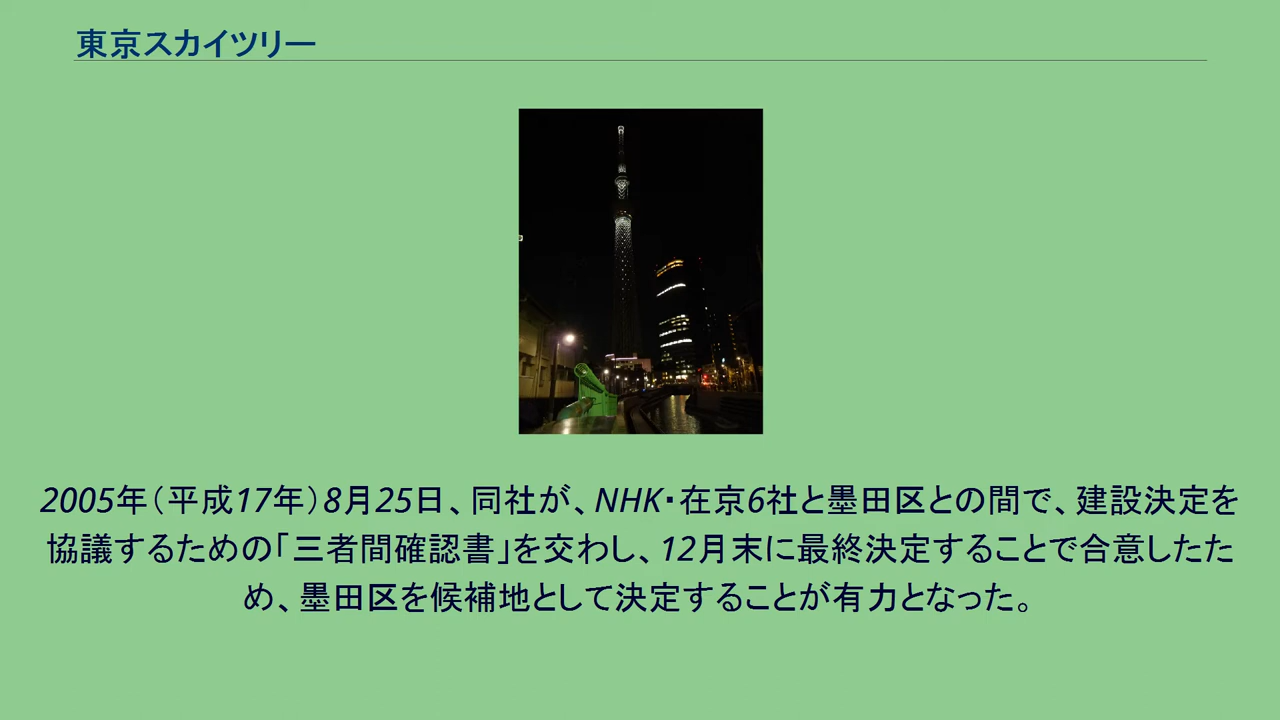 東京スカイツリー
2005年（平成17年）8月25日、同社が、NHK・在京6社と墨田区との間で、建設決定を
協議するための「三者間確認書」を交わし、12月末に最終決定することで合意したた
め、墨田区を候補地として決定することが有力となった。